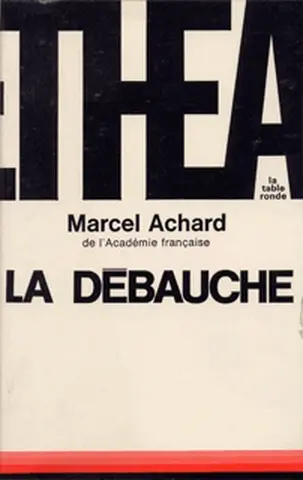 THEA
la
table
ronde
Marcel Achard
de l'Académie française
LA DÉBAUCHE